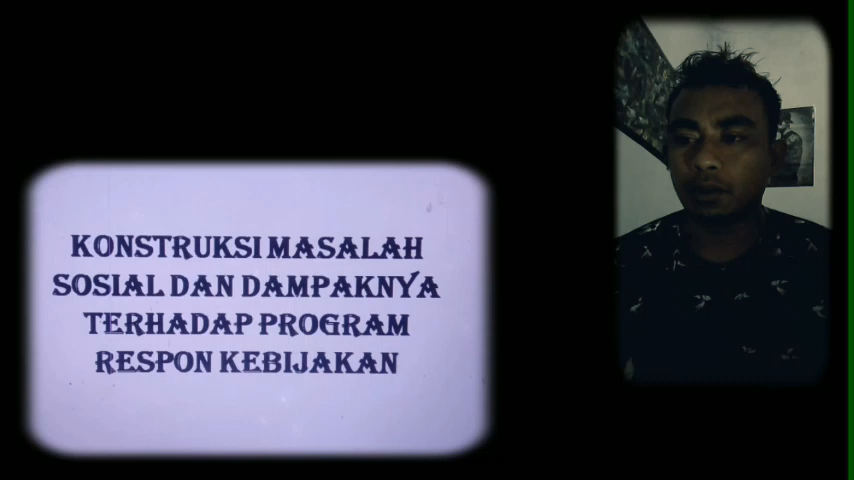 KONSTRUKSI MASALAH
SOSIAL DAN DAMPAKNYA
TERHADAP PROGRAM
RESPON KEBIJAKAN